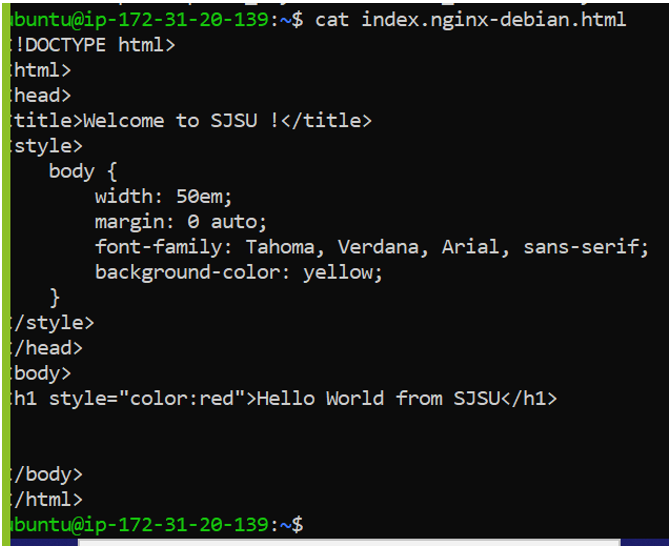 ubuntu@ip-172-31-20-139:~$ cat index.nginx-debian.html
<!DOCTYPE html>
<html>
<head>
<title>Welcome to SJSU !</title>
<style>
    body {
        width: 50em;
        margin: 0 auto;
        font-family: Tahoma, Verdana, Arial, sans-serif;
        background-color: yellow;
    }
</style>
</head>
<body>
<h1 style="color:red">Hello World from SJSU</h1>
</body>
</html>
ubuntu@ip-172-31-20-139:~$